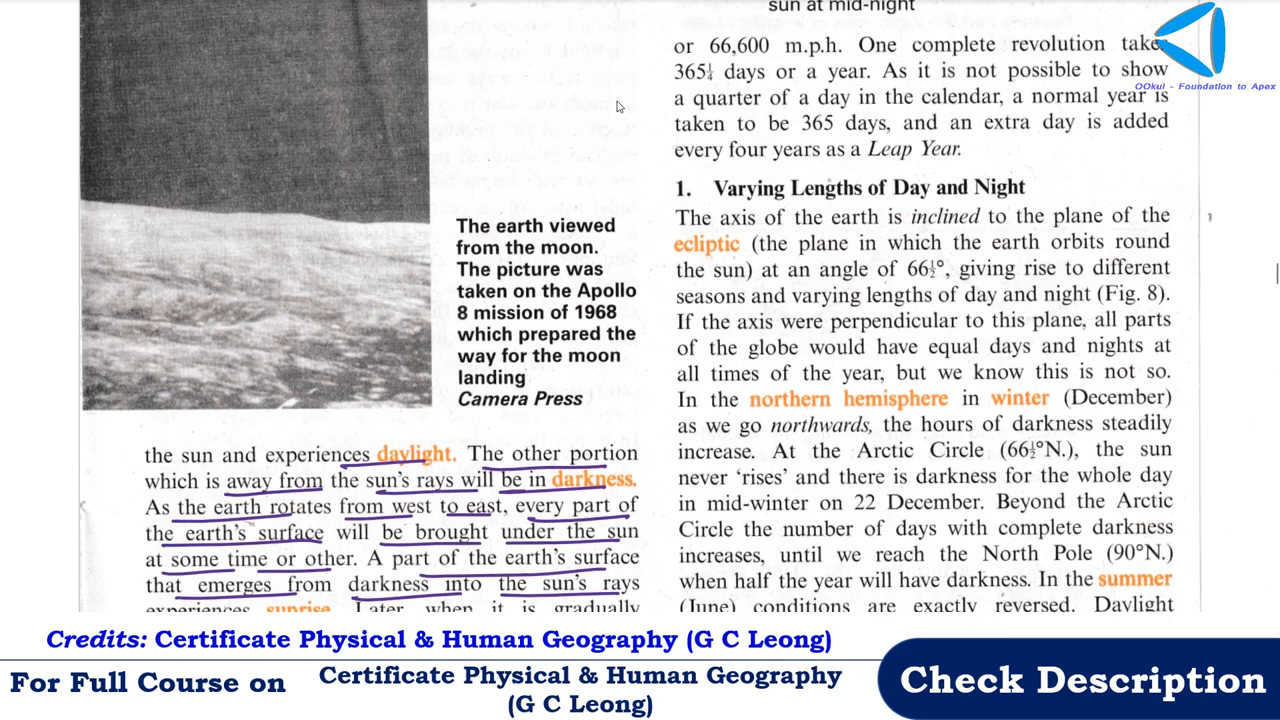 The earth viewed
from the moon.
The picture was
taken on the Apollo
8 mission of 1968
which prepared the
way for the moon
landing
Camera Press
the sun and experiences daylight. The other portion
which is away from the sun's rays will be in darkness.
As the earth rotates from west to east, every part of
the earth's surface will be brought under the sun
at some time or other. A part of the earth's surface
that emerges from darkness into the sun's rays
experiences sunrise. Later, when it is gradually
sun at mid-night
or 66,600 m.p.h. One complete revolution takes
365¼ days or a year. As it is not possible to show
a quarter of a day in the calendar, a normal year is
taken to be 365 days, and an extra day is added
every four years as a Leap Year.
1. Varying Lengths of Day and Night
The axis of the earth is inclined to the plane of the
ecliptic (the plane in which the earth orbits round
the sun) at an angle of 66½°, giving rise to different
seasons and varying lengths of day and night (Fig. 8).
If the axis were perpendicular to this plane, all parts
of the globe would have equal days and nights at
all times of the year, but we know this is not so.
In the northern hemisphere in winter (December)
as we go northwards, the hours of darkness steadily
increase. At the Arctic Circle (66½°N.), the sun
never ‘rises’ and there is darkness for the whole day
in mid-winter on 22 December. Beyond the Arctic
Circle the number of days with complete darkness
increases, until we reach the North Pole (90°N.)
when half the year will have darkness. In the summer
(June) conditions are exactly reversed. Daylight
OOkul - Foundation to Apex
Credits: Certificate Physical & Human Geography (G C Leong)
For Full Course on
Certificate Physical & Human Geography
(G C Leong)
Check Description